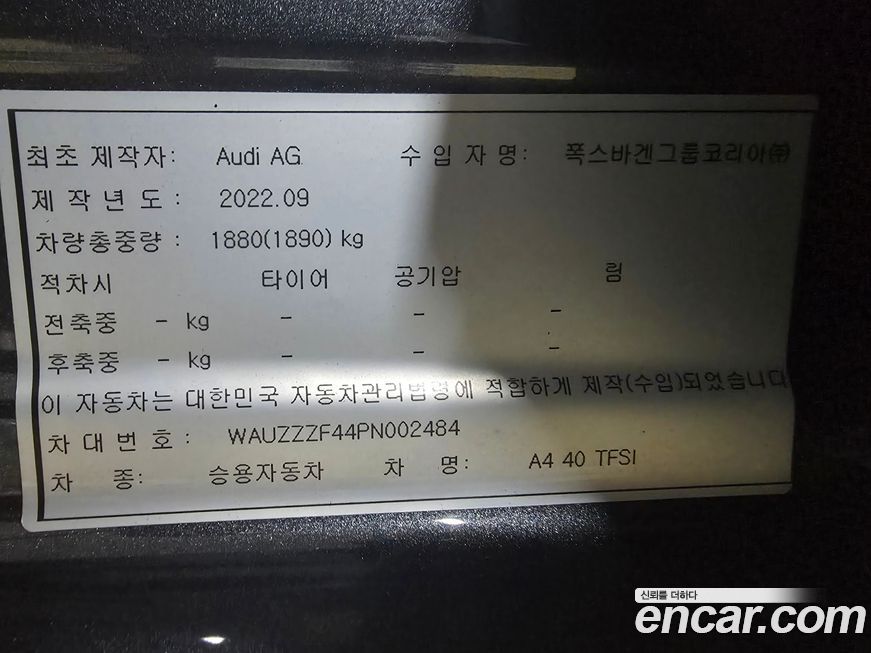 최초 제작자: Audi AG 수 입 자 명: 폭스바겐그룹코리아㈜
제 작 년 도 : 2022.09
차량총중량 : 1880(1890) kg
적차시 타이어 공기압 림
전축중 - kg - - -
후축중 - kg - - -
이 자동차는 대한민국 자동차관리법령에 적합하게 제작(수입)되었습니다
차 대 번 호 : WAUZZZF44PN002484
차 종: 승용자동차 차 명: A4 40 TFSI
신뢰를 더하다
encar.com